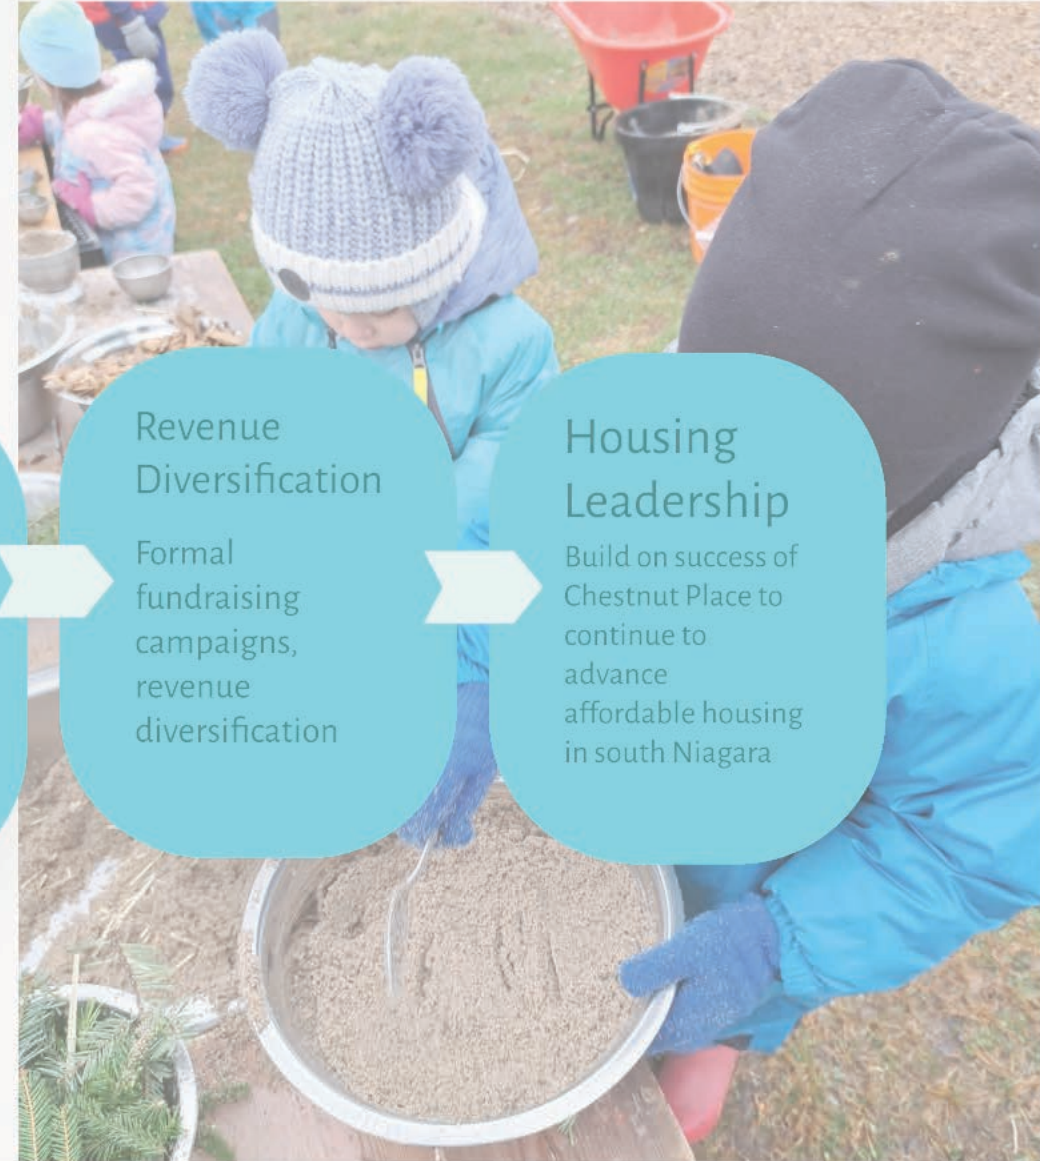 Revenue
Diversification
Formal
fundraising
campaigns,
revenue
diversification
Housing
Leadership
Build on success of
Chestnut Place to
continue to
advance
affordable housing
in south Niagara